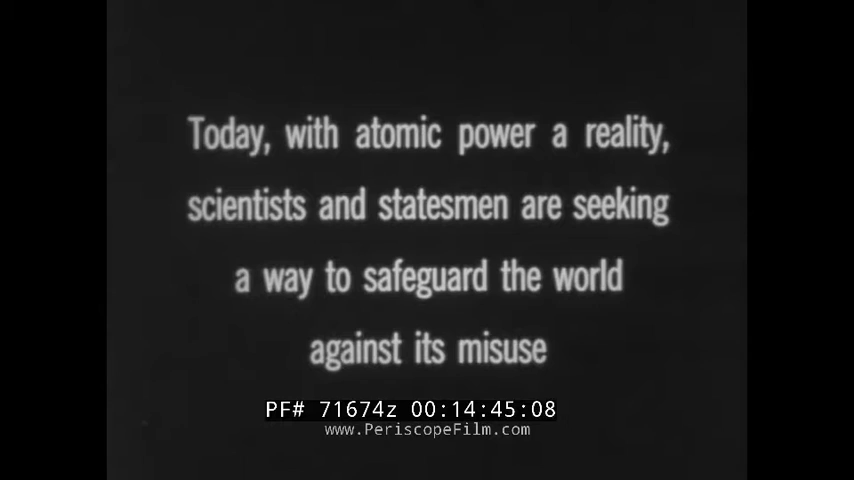 Today, with atomic power a reality,
scientists and statesmen are seeking
a way to safeguard the world
against its misuse
PF# 71674z 00:14:45:08
www.PeriscopeFilm.com